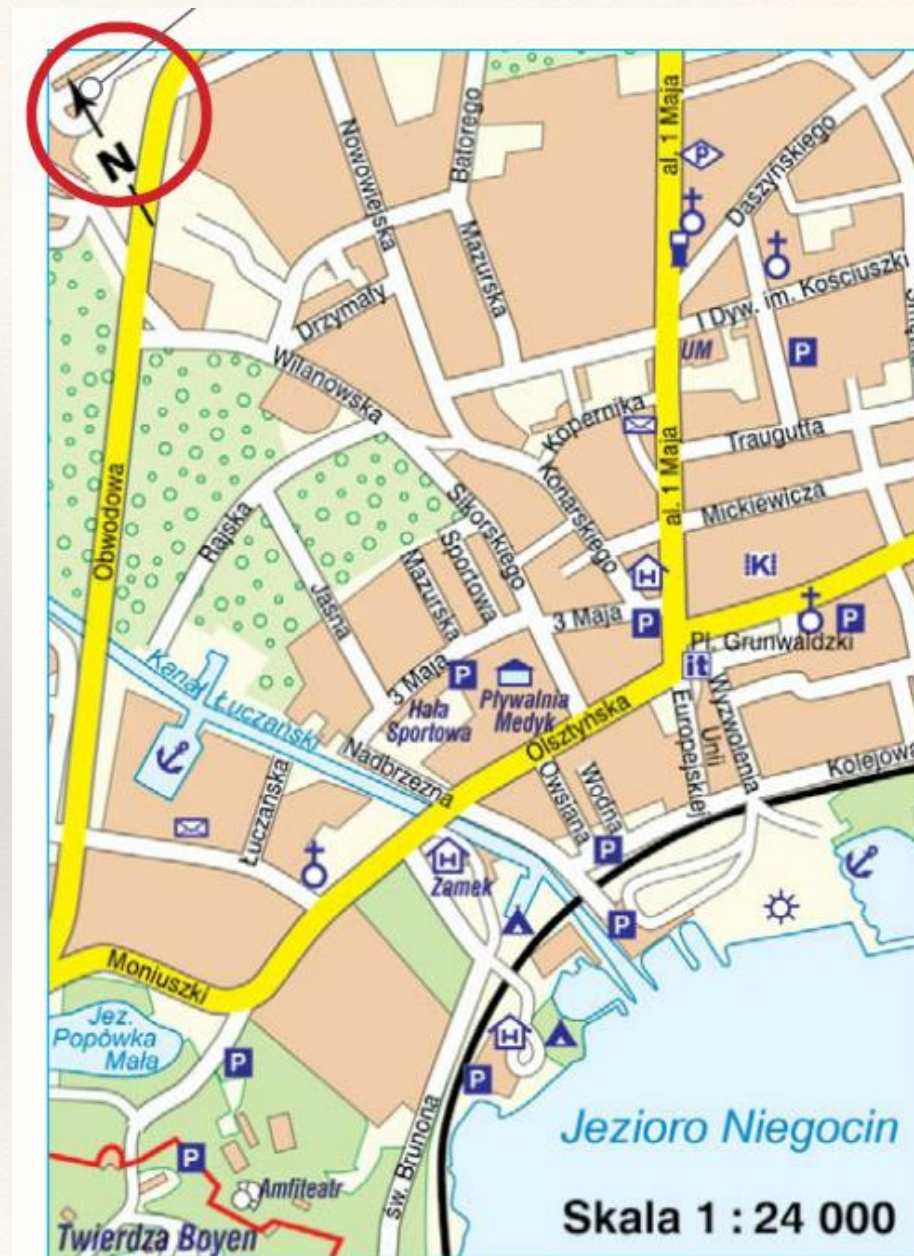 N
Nowowiejska
Batorego
al. 1 Maja
P
Daszyńskiego
Mazurska
Drzymały
I Dyw. im. Kościuszki
UM
P
Wilanowska
Kopernika
Traugutta
al. 1 Maja
Mickiewicza
Konarskiego
Sikorskiego
Obwodowa
Rajska
Sportowa
Mazurska
Jasna
H
K
3 Maja
P
P
Pl. Grunwaldzki
it
3 Maja
P
Hala
Sportowa
Pływalnia
Medyk
Kanał Łuczański
Olsztyńska
Europejskiej
Unii
Wyzwolenia
Nadbrzeżna
Owsiana
Wodna
Kolejowa
Łuczańska
P
H
Zamek
P
Moniuszki
Jez.
Popówka
Mała
H
P
P
św. Brunona
Jezioro Niegocin
P
Amfiteatr
Twierdza Boyen
Skala 1 : 24 000